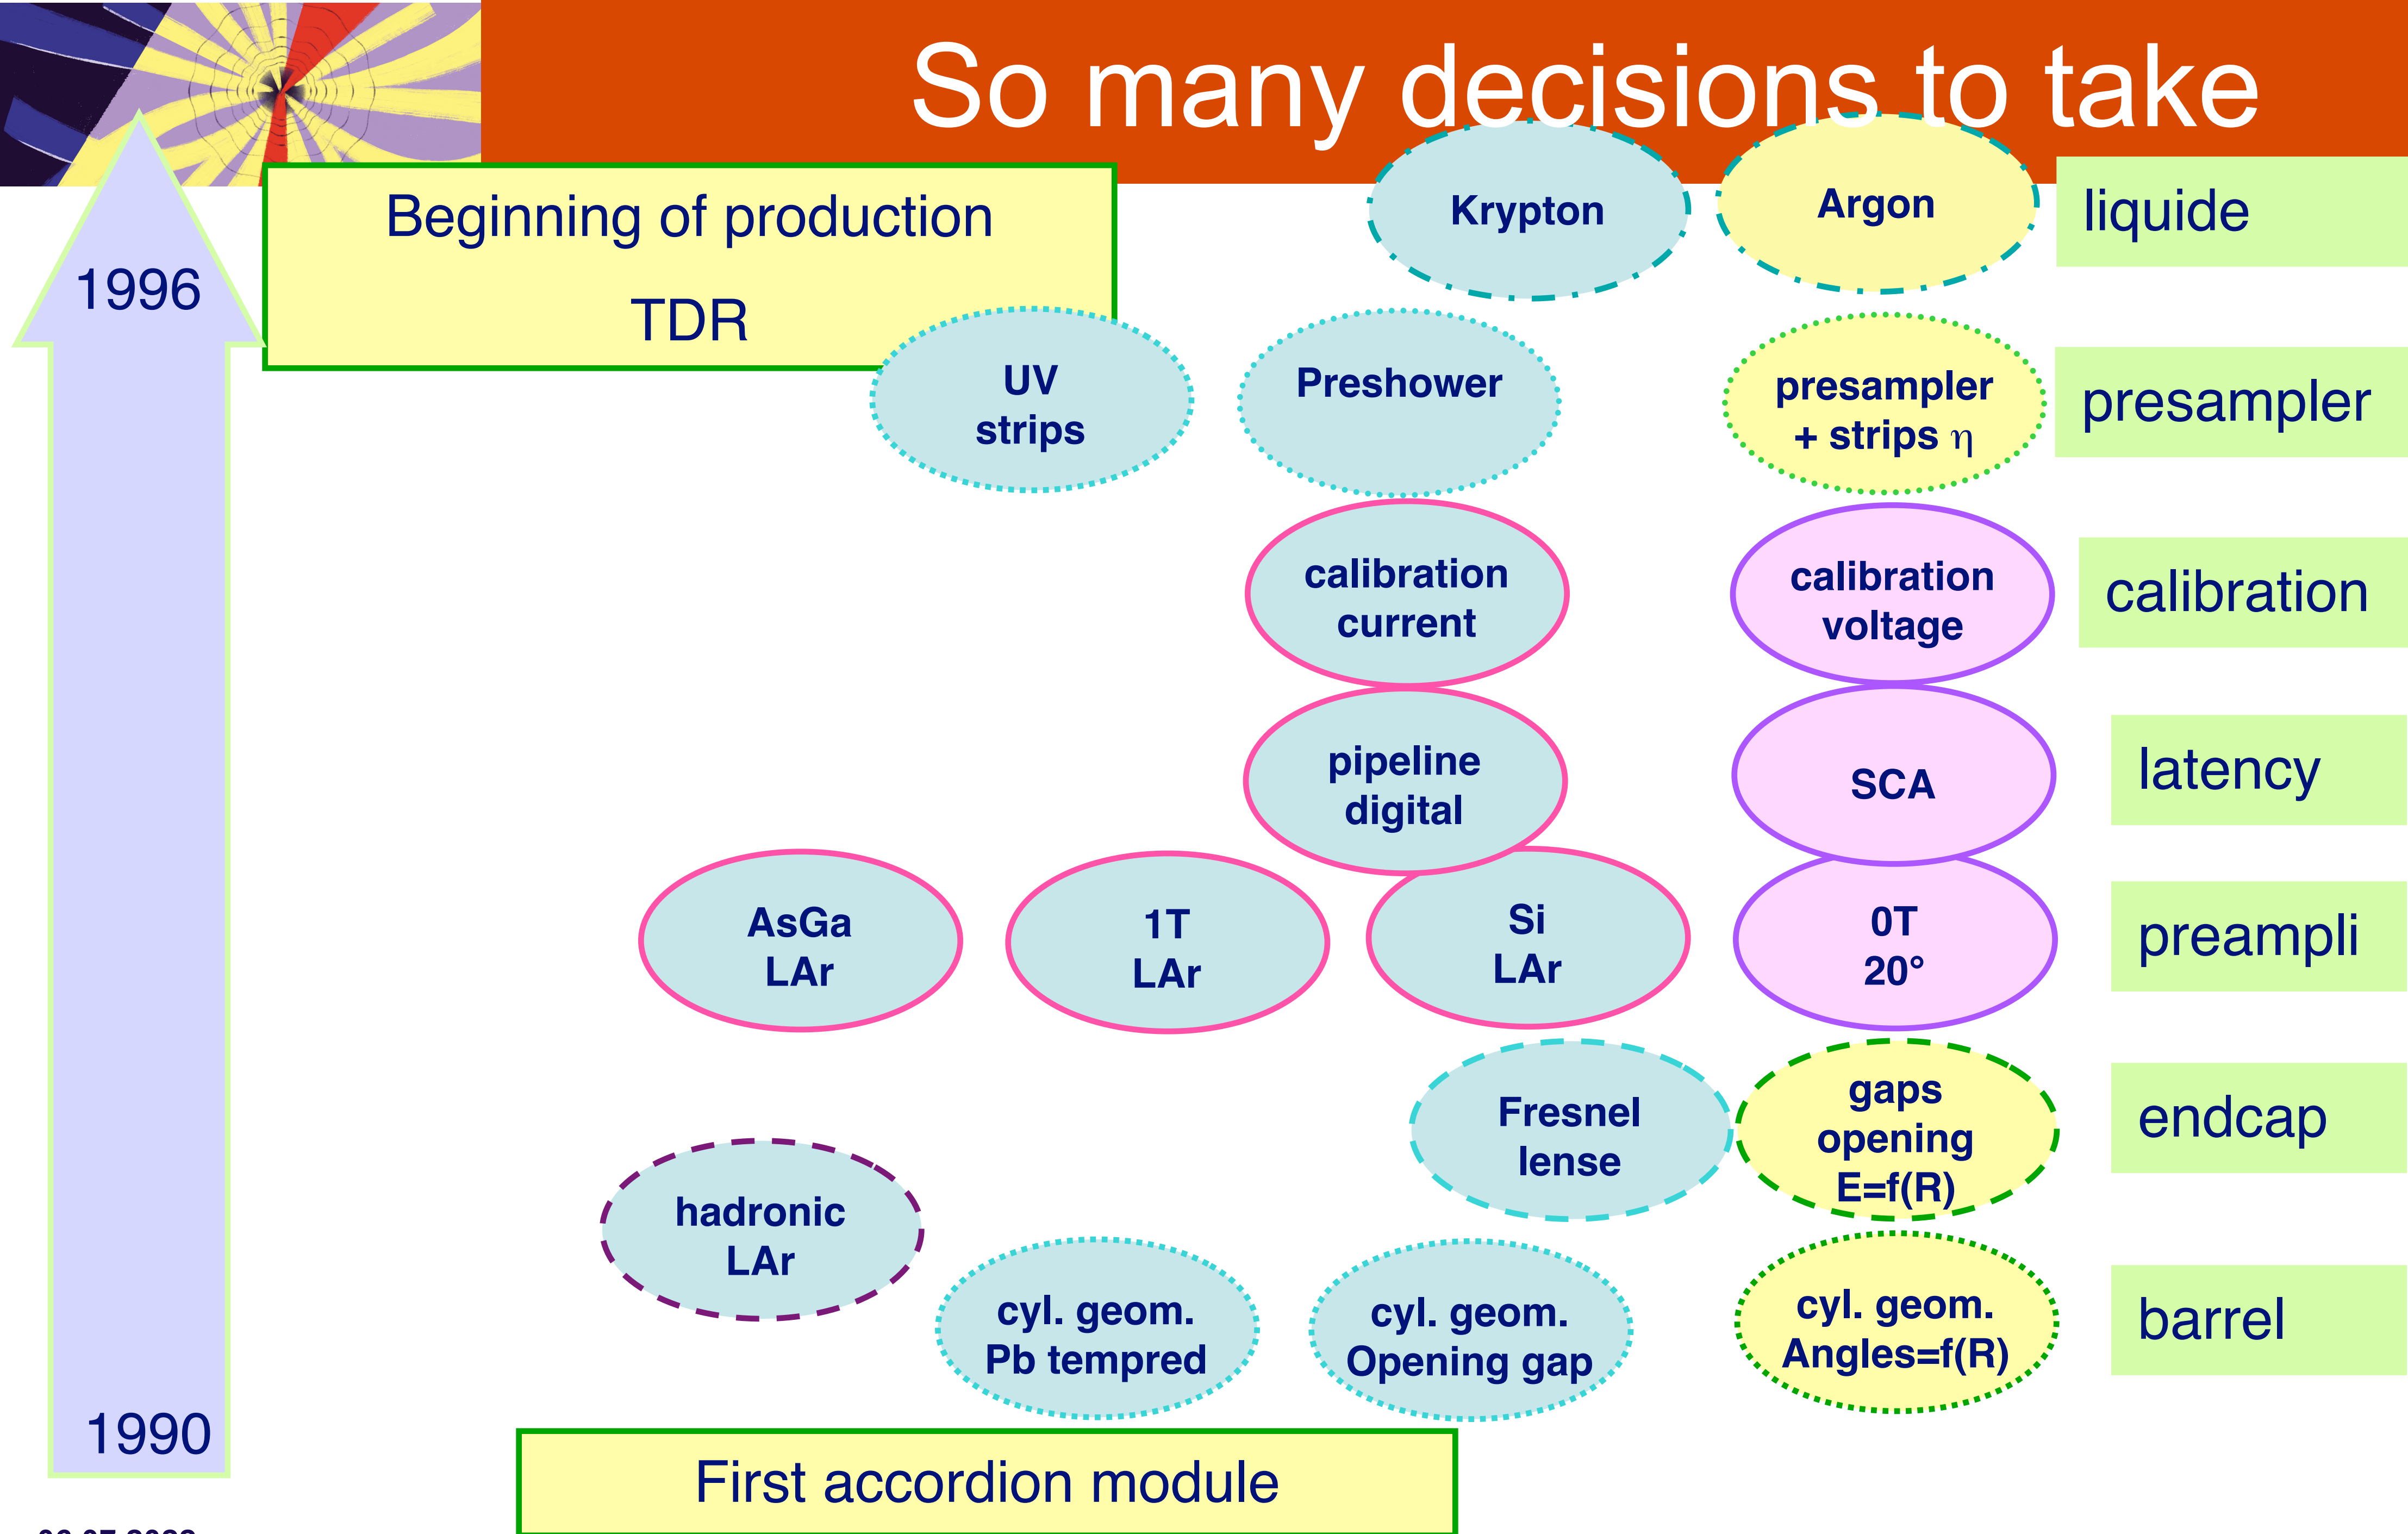 So many decisions to take
Beginning of production
TDR
1996
Krypton
Argon
liquide
UV
strips
Preshower
presampler
+ strips η
presampler
calibration
current
calibration
voltage
calibration
pipeline
digital
SCA
latency
AsGa
LAr
1T
LAr
Si
LAr
0T
20°
preampli
Fresnel
lense
gaps
opening
E=f(R)
endcap
hadronic
LAr
cyl. geom.
Pb tempred
cyl. geom.
Opening gap
cyl. geom.
Angles=f(R)
barrel
1990
First accordion module